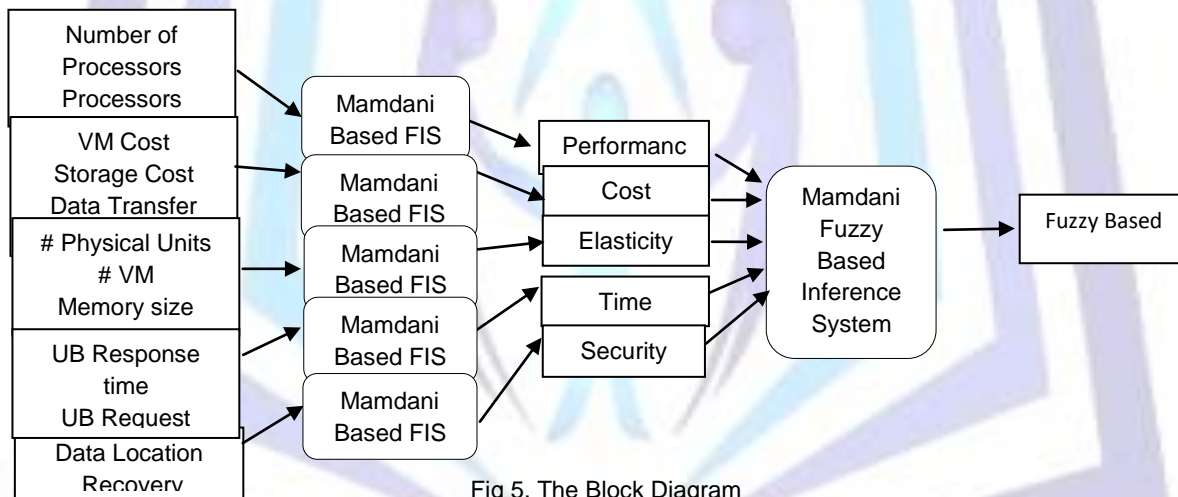 Number of
Processors
Processors
VM Cost
Storage Cost
Data Transfer
# Physical Units
# VM
Memory size
UB Response
time
UB Request
Data Location
Recovery
Mamdani
Based FIS
Mamdani
Based FIS
Mamdani
Based FIS
Mamdani
Based FIS
Mamdani
Based FIS
Performanc
Cost
Elasticity
Time
Security
Mamdani
Fuzzy
Based
Inference
System
Fuzzy Based
Fig 5. The Block Diagram